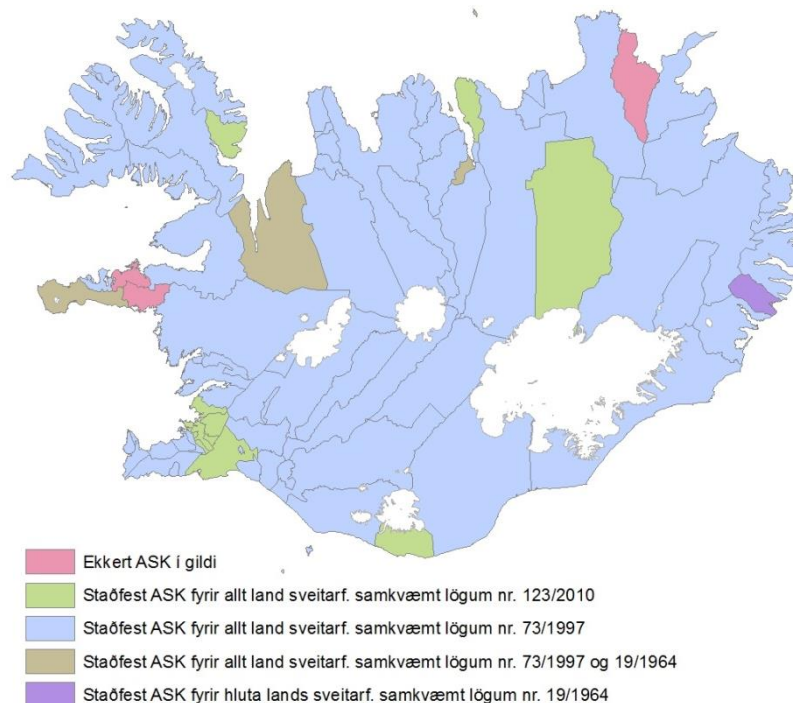 Ekkert ASK í gildi
Staðfest ASK fyrir allt land sveitarf. samkvæmt lögum nr. 123/2010
Staðfest ASK fyrir allt land sveitarf. samkvæmt lögum nr. 73/1997
Staðfest ASK fyrir allt land sveitarf. samkvæmt lögum nr. 73/1997 og 19/1964
Staðfest ASK fyrir hluta lands sveitarf. samkvæmt lögum nr. 19/1964